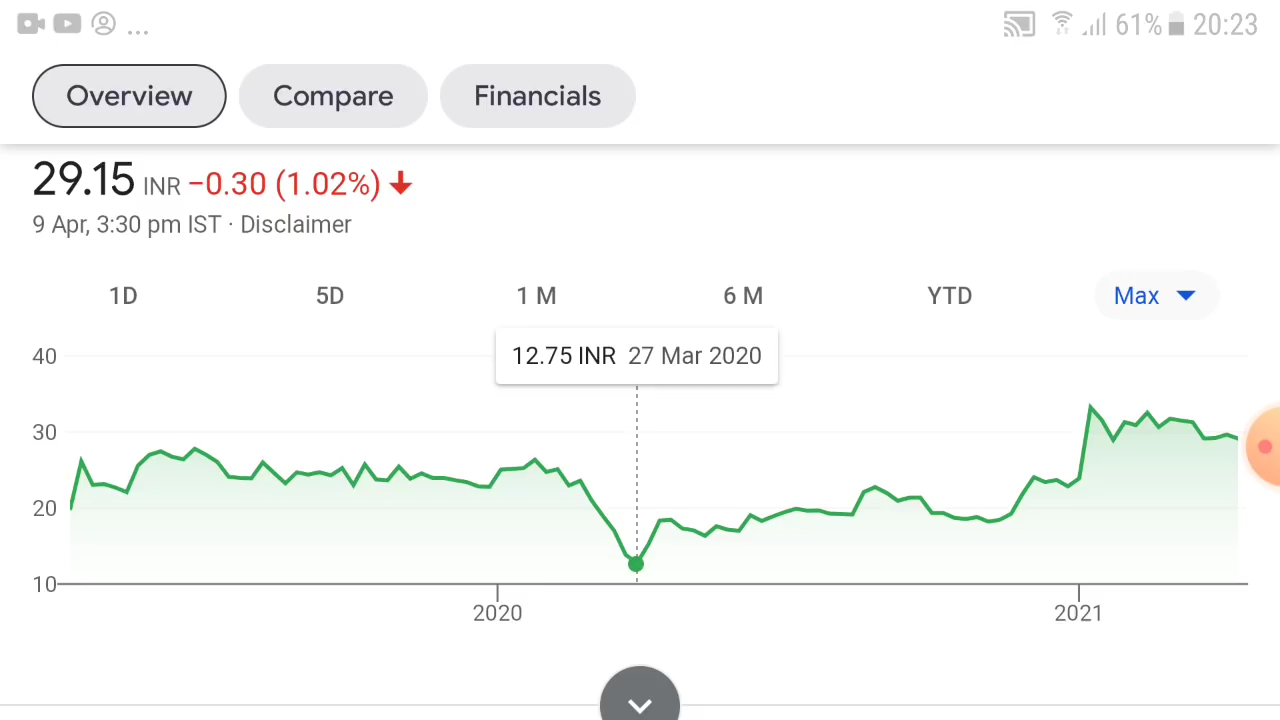 ... 61% 20:23
Overview Compare Financials
29.15 INR −0.30 (1.02%)
9 Apr, 3:30 pm IST · Disclaimer
1D 5D 1 M 6 M YTD Max
12.75 INR 27 Mar 2020
40
30
20
10
2020 2021